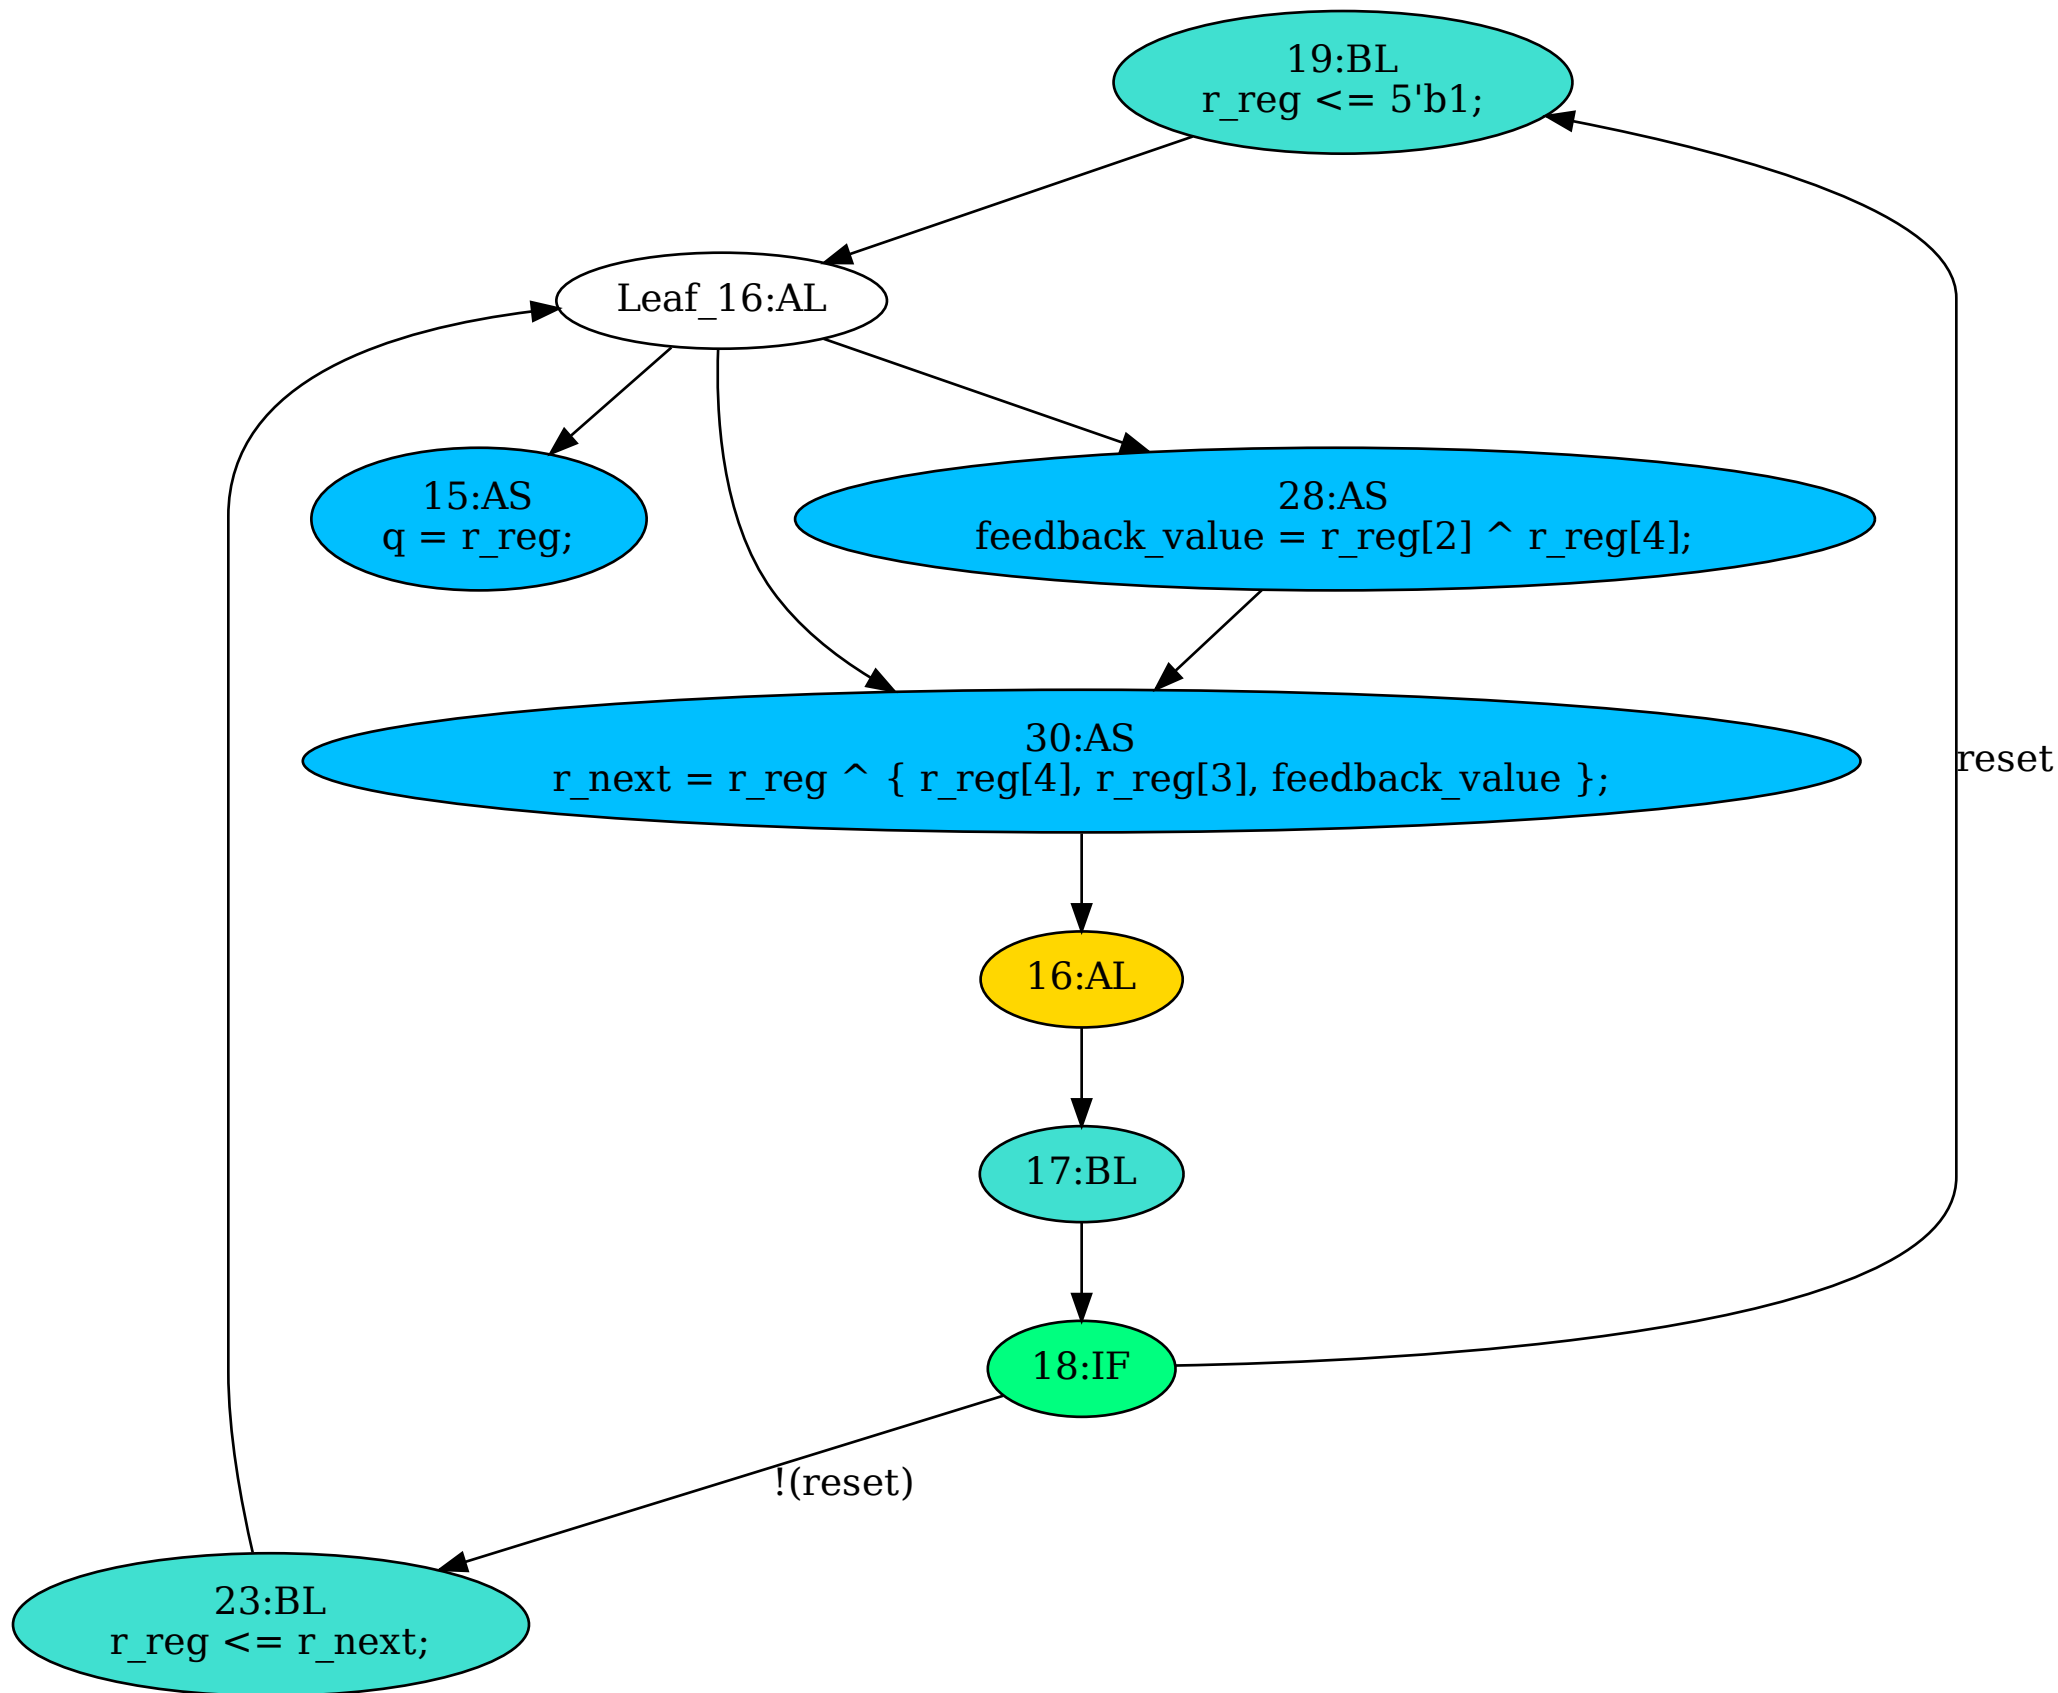 19:BL
r_reg <= 5'b1;
Leaf_16:AL
15:AS
q = r_reg;
28:AS
feedback_value = r_reg[2] ^ r_reg[4];
30:AS
r_next = r_reg ^ { r_reg[4], r_reg[3], feedback_value };
reset
16:AL
17:BL
18:IF
!(reset)
23:BL
r_reg <= r_next;